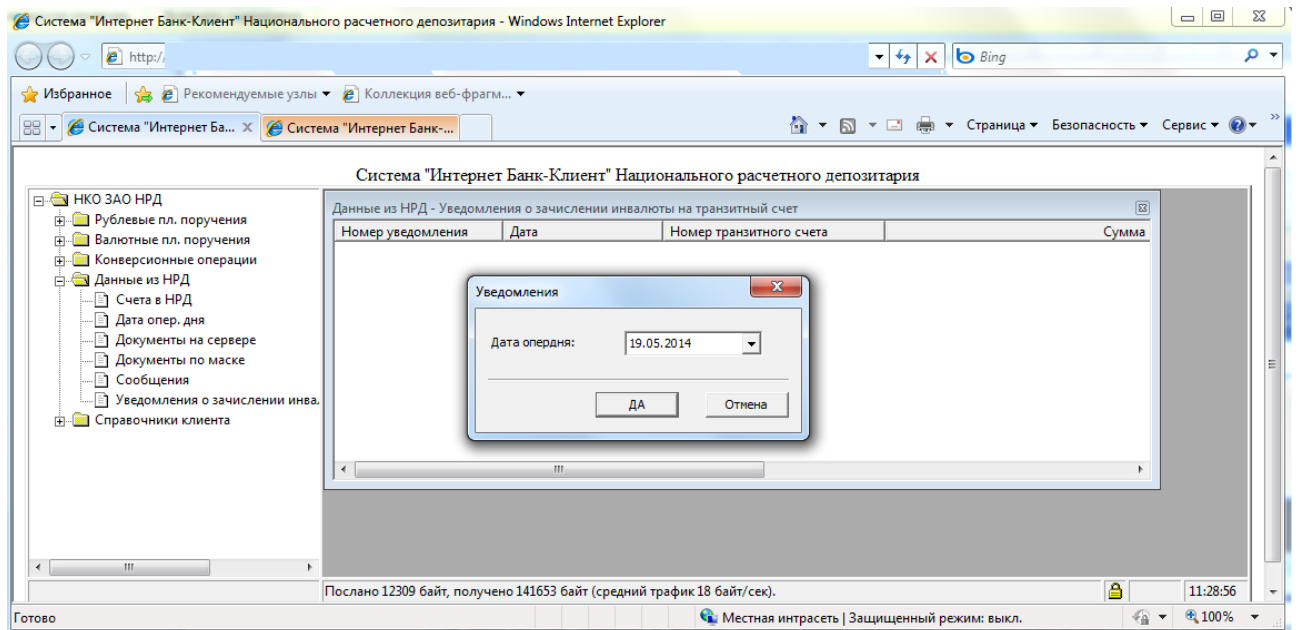 Система "Интернет Банк-Клиент" Национального расчетного депозитария - Windows Internet Explorer
http:/
Bing
Избранное Рекомендуемые узлы Коллекция веб-фрагм...
Система "Интернет Ба... Система "Интернет Банк-... Страница Безопасность Сервис
Система "Интернет Банк-Клиент" Национального расчетного депозитария
НКО ЗАО НРД
Рублевые пл. поручения
Валютные пл. поручения
Конверсионные операции
Данные из НРД
Счета в НРД
Дата опер. дня
Документы на сервере
Документы по маске
Сообщения
Уведомления о зачислении инва.
Справочники клиента
Данные из НРД - Уведомления о зачислении инвалюты на транзитный счет
Номер уведомления Дата Номер транзитного счета Сумма
Уведомления
Дата опердня: 19.05.2014
ДА Отмена
Послано 12309 байт, получено 141653 байт (средний трафик 18 байт/сек). 11:28:56
Готово Местная интрасеть | Защищенный режим: выкл. 100%